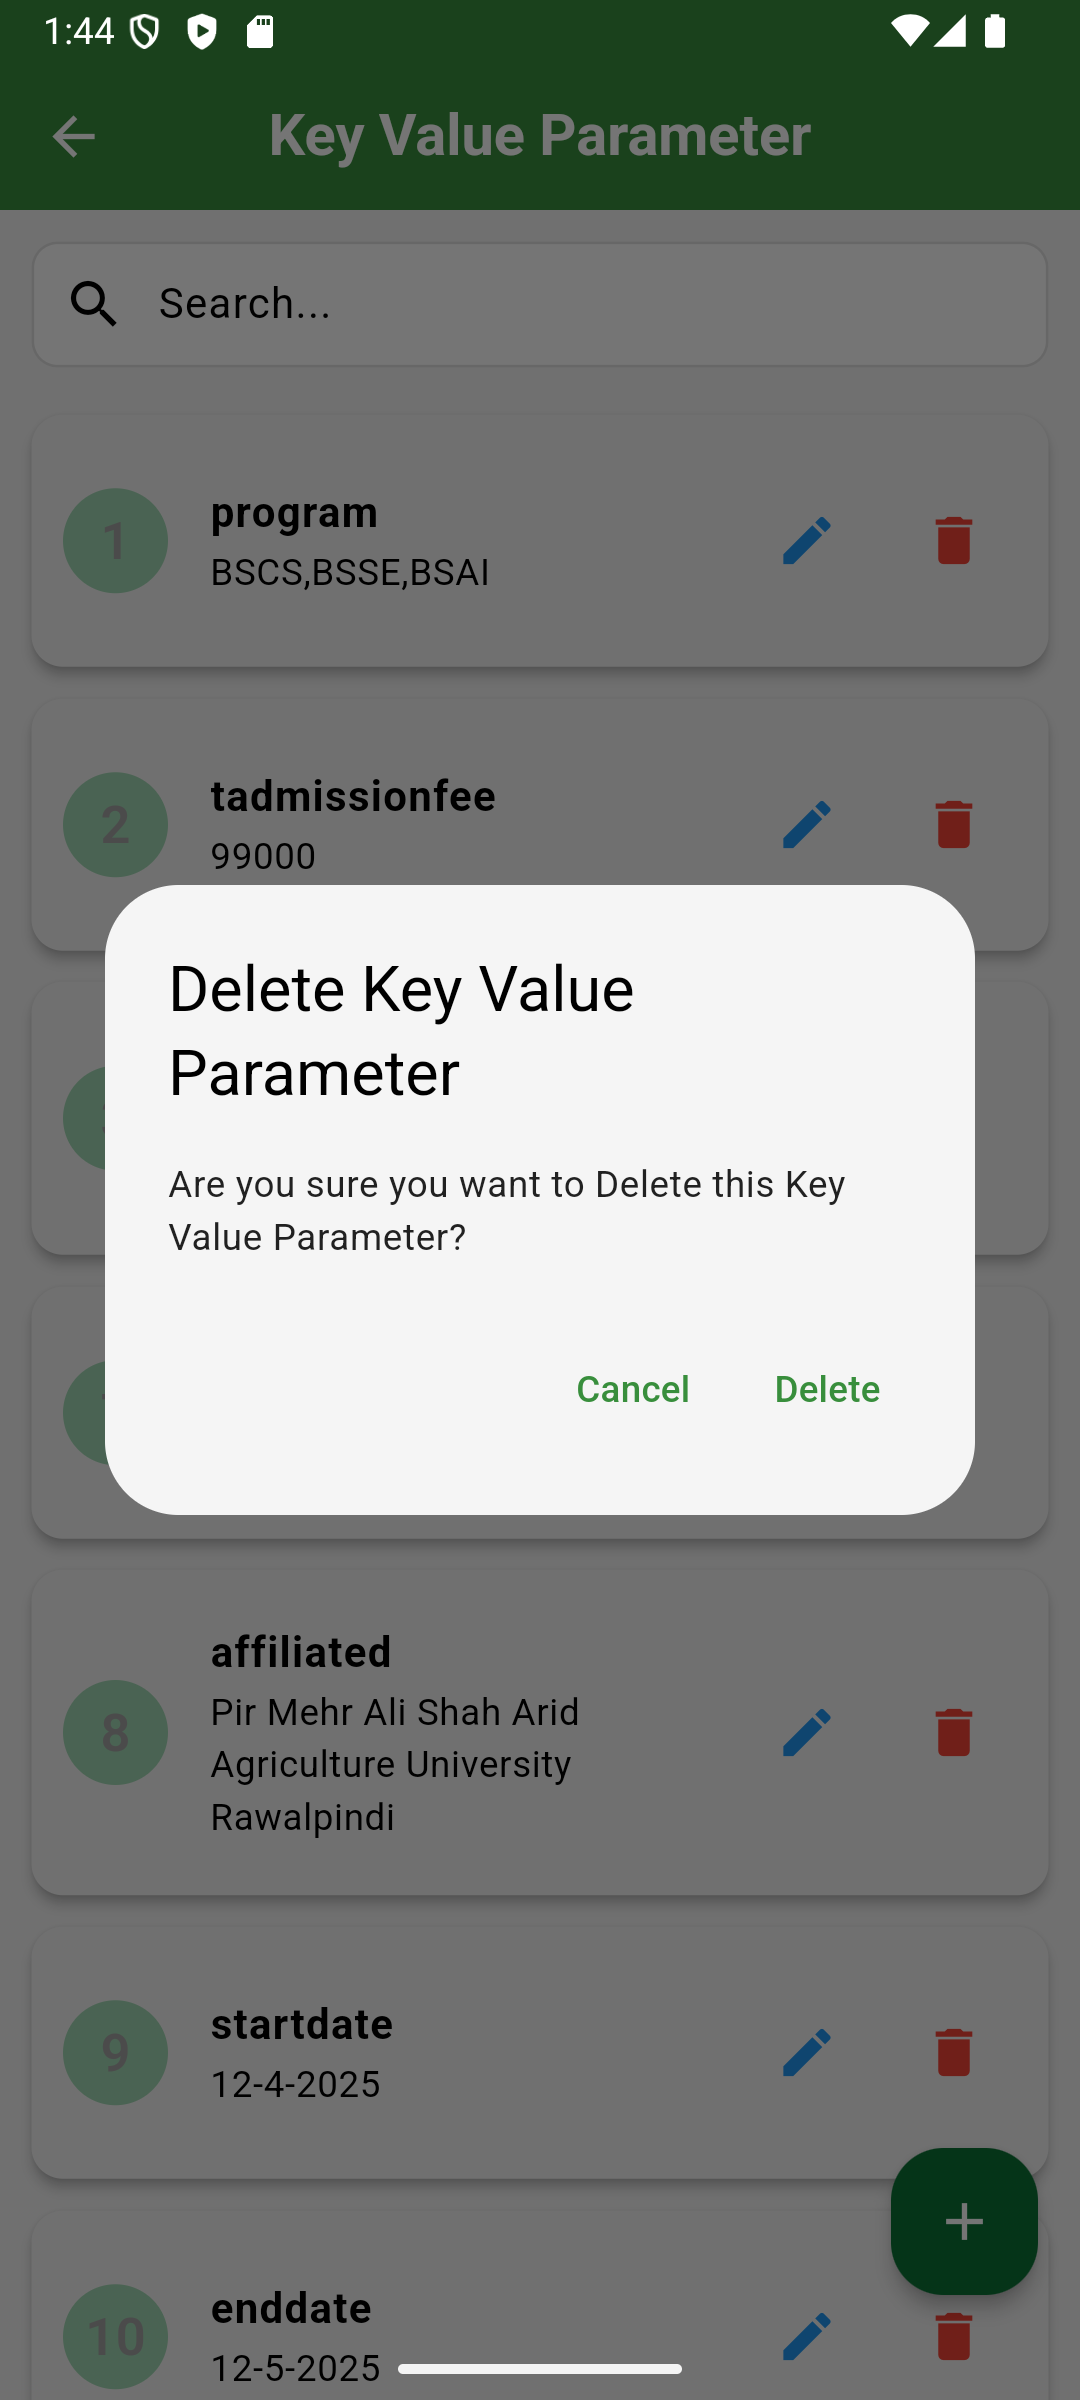 1:44
Key Value Parameter
Search...
1
program
BSCS,BSSE,BSAI
2
tadmissionfee
99000
Delete Key Value
Parameter
Are you sure you want to Delete this Key
Value Parameter?
Cancel
Delete
8
affiliated
Pir Mehr Ali Shah Arid
Agriculture University
Rawalpindi
9
startdate
12-4-2025
10
enddate
12-5-2025